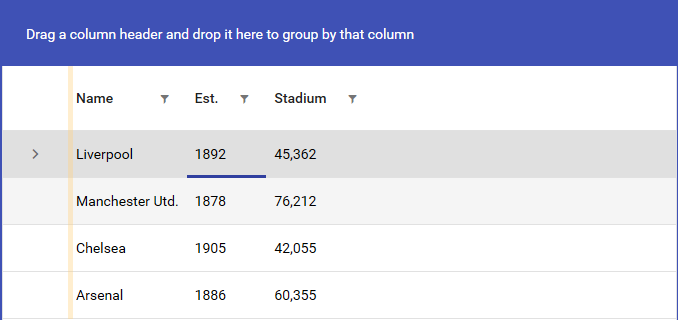 Drag a column header and drop it here to group by that column
Name Est. Stadium
Liverpool 1892 45,362
Manchester Utd. 1878 76,212
Chelsea 1905 42,055
Arsenal 1886 60,355